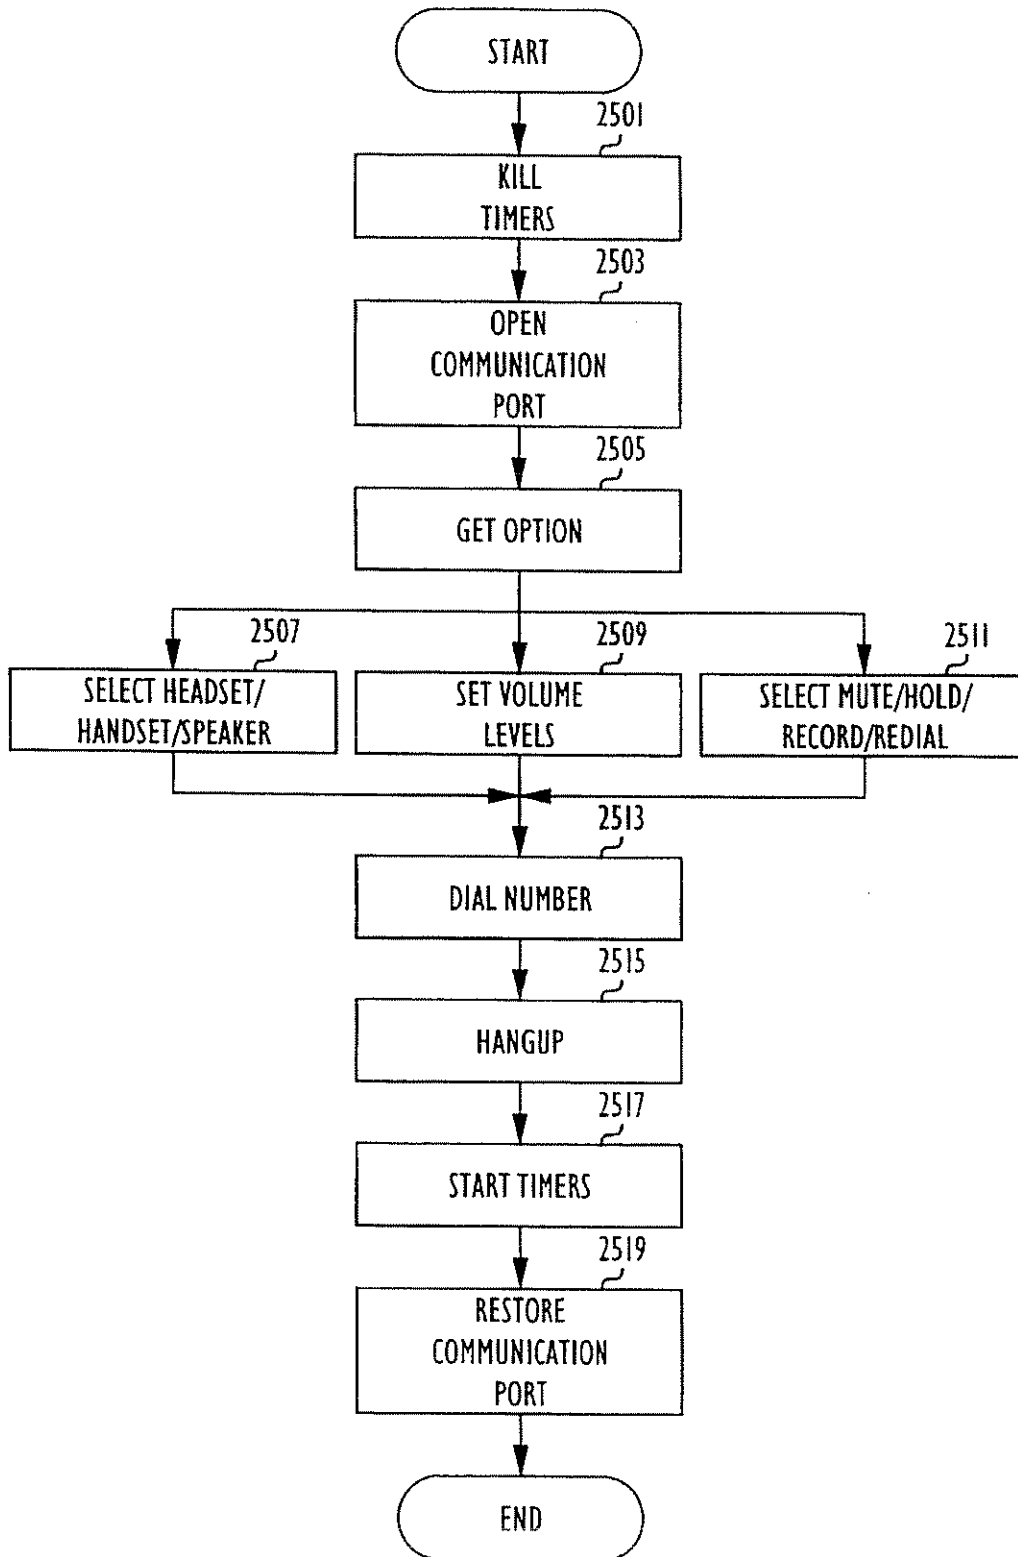 START
2501
KILL
TIMERS
2503
OPEN
COMMUNICATION
PORT
2505
GET OPTION
2507
SELECT HEADSET/
HANDSET/SPEAKER
2509
SET VOLUME
LEVELS
2511
SELECT MUTE/HOLD/
RECORD/REDIAL
2513
DIAL NUMBER
2515
HANGUP
2517
START TIMERS
2519
RESTORE
COMMUNICATION
PORT
END